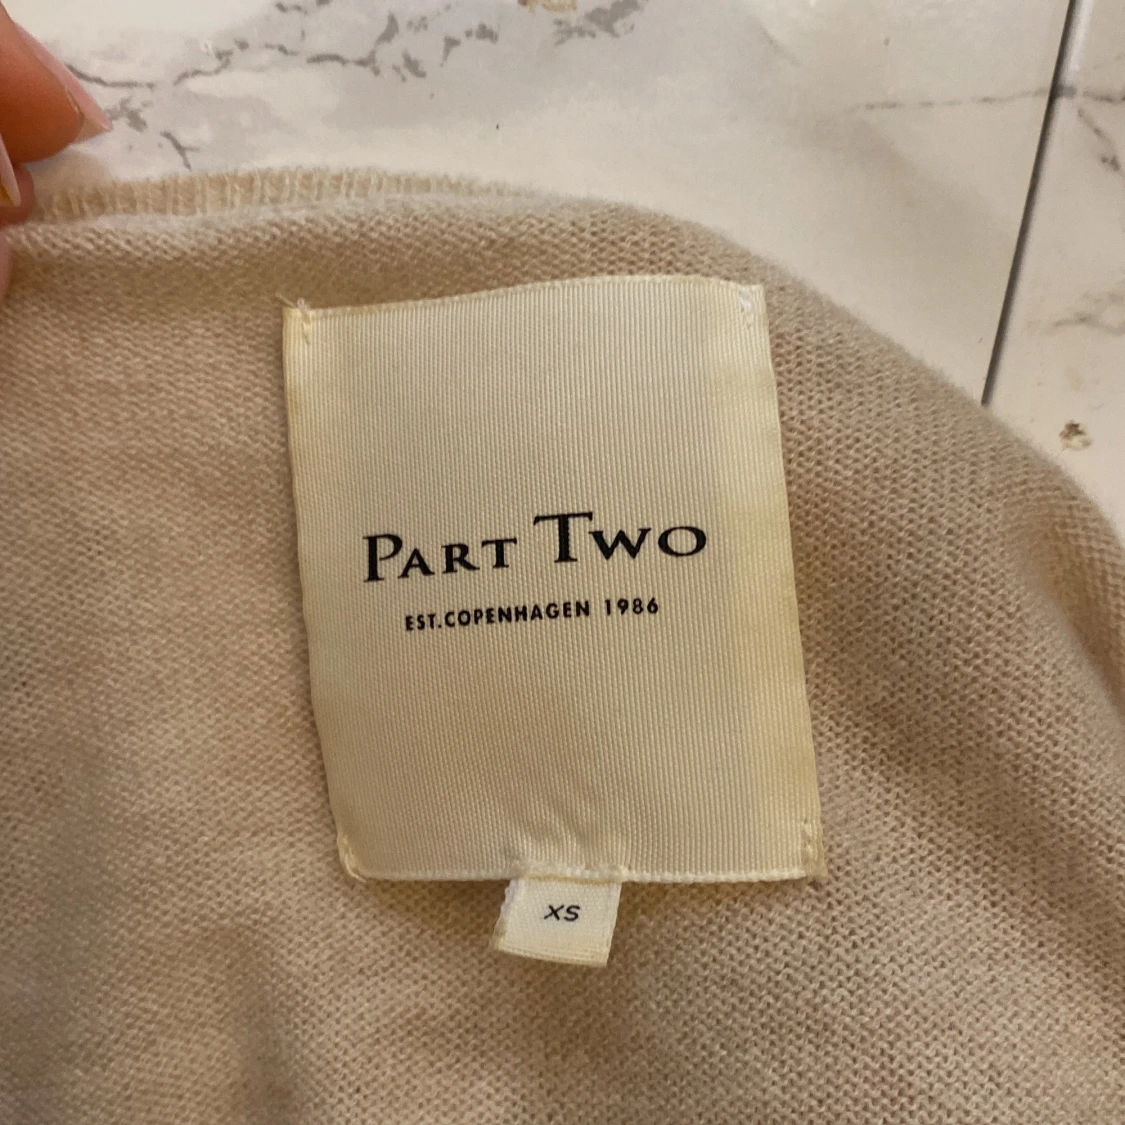 Part Two
EST.COPENHAGEN 1986
XS